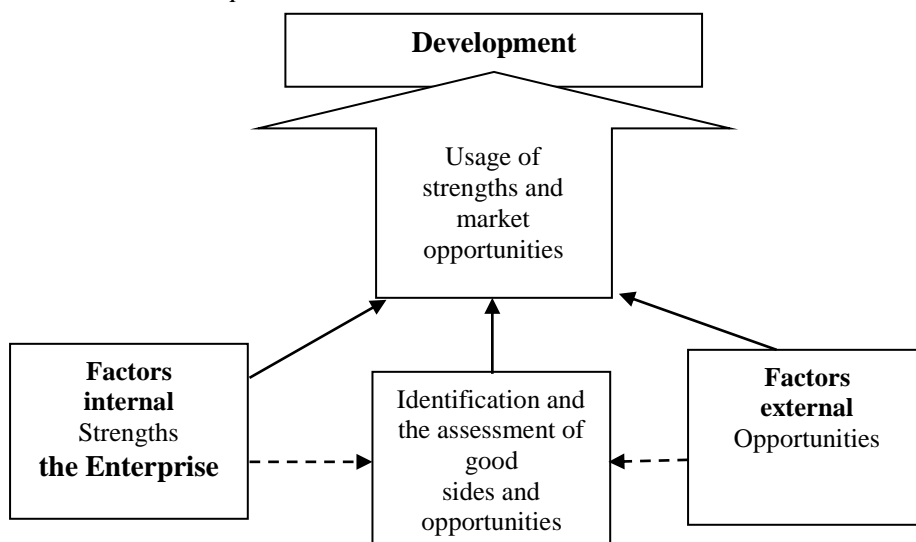 Development
Usage of
strengths and
market
opportunities
Factors
internal
Strengths
the Enterprise
Identification and
the assessment of
good
sides and
opportunities
Factors
external
Opportunities